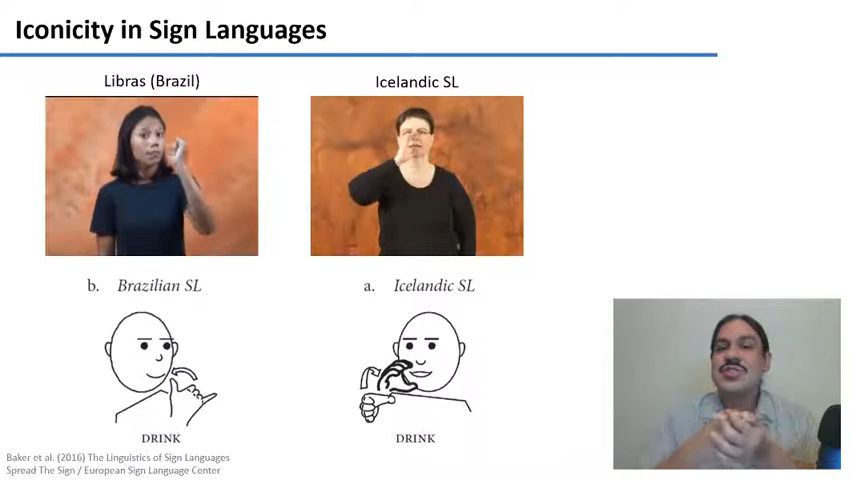 Iconicity in Sign Languages
Libras (Brazil)
Icelandic SL
b. Brazilian SL
a. Icelandic SL
DRINK
DRINK
Baker et al. (2016) The Linguistics of Sign Languages
Spread The Sign / European Sign Language Center